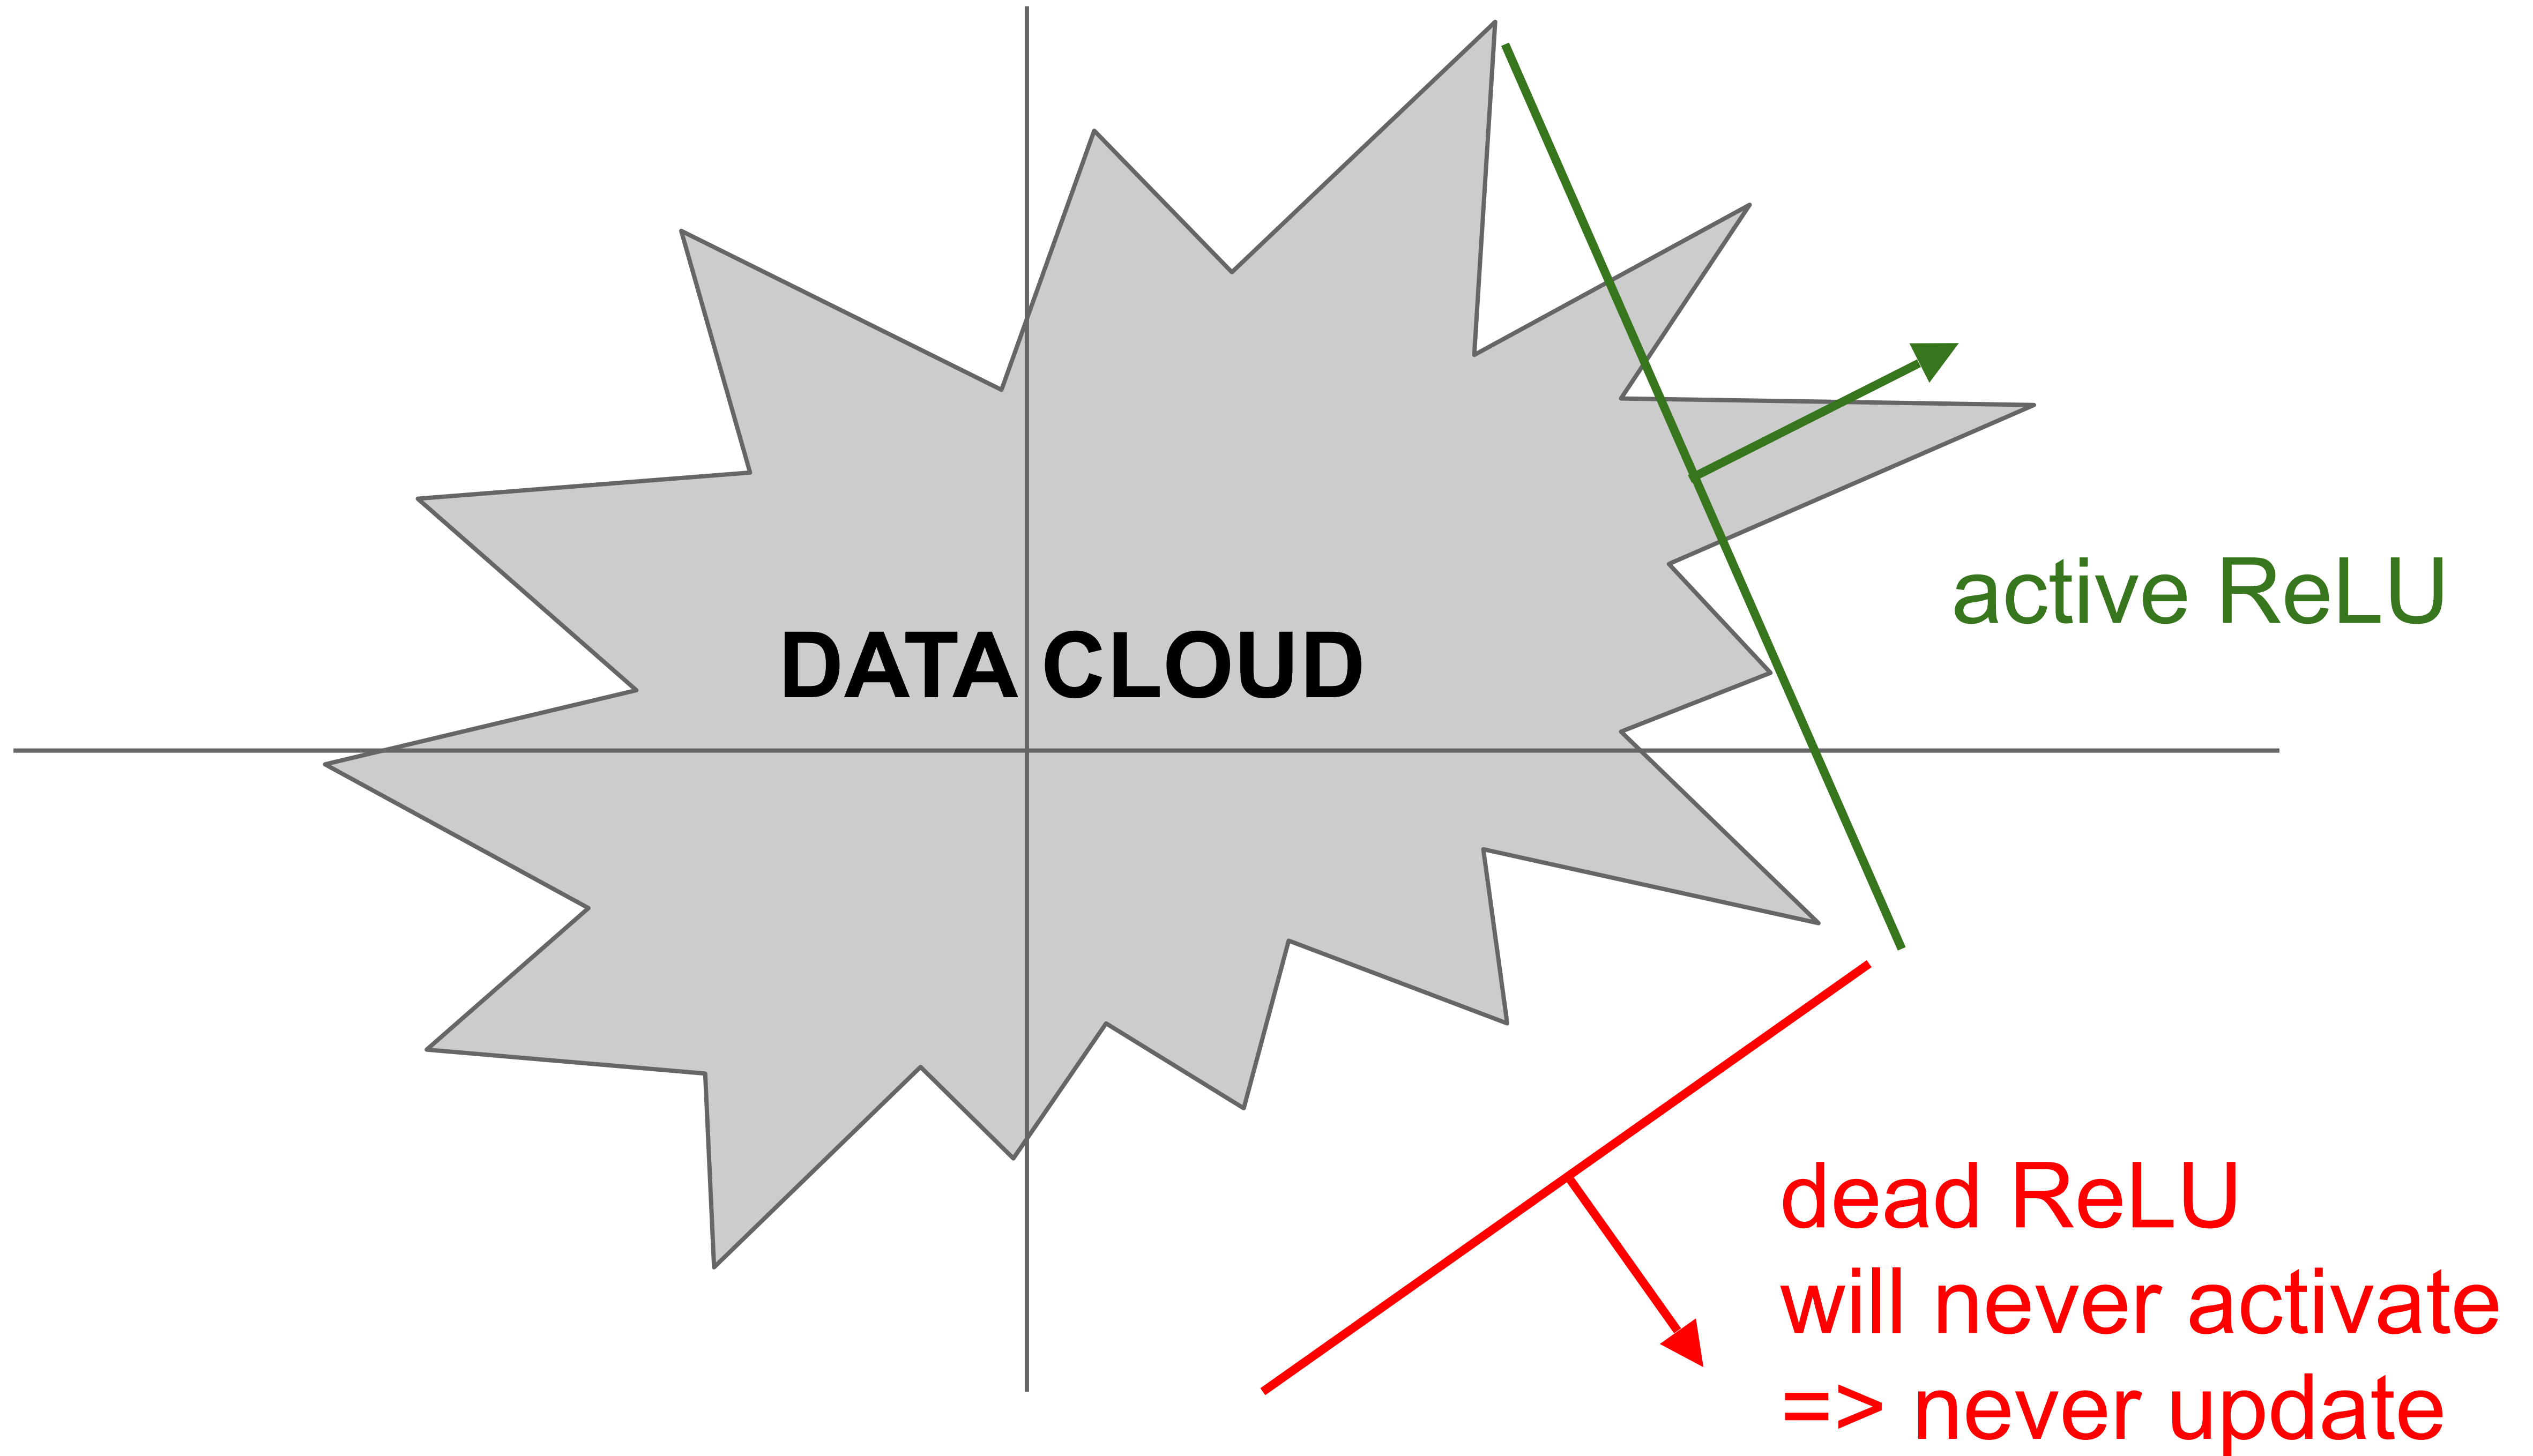 active ReLU
DATA CLOUD
dead ReLU
will never activate
=> never update